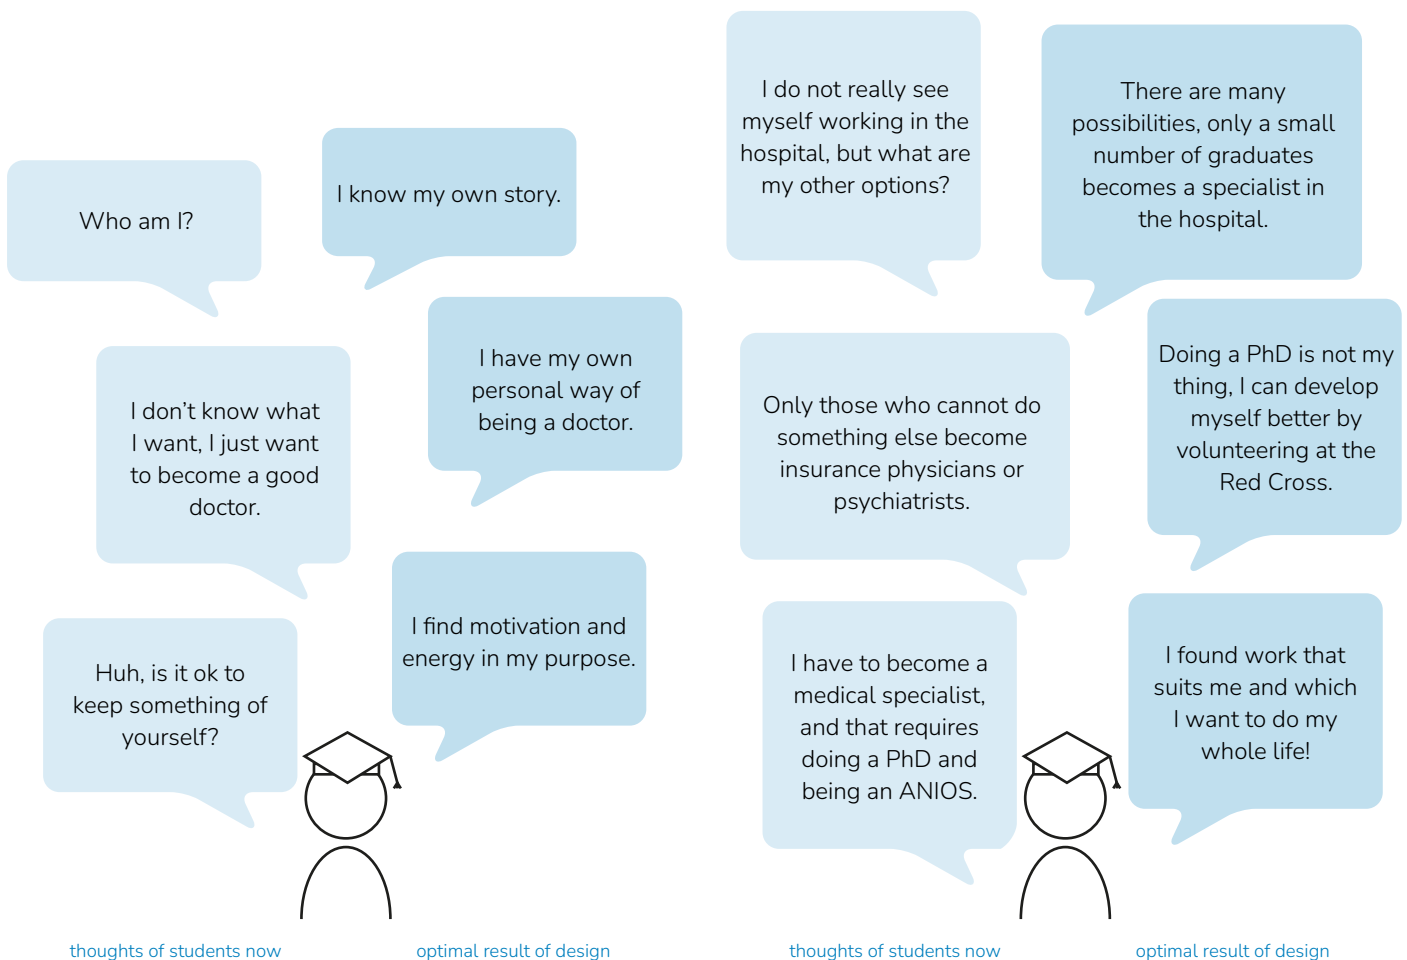 Who am I?
I don't know what
I want, I just want
to become a good
doctor.
Huh, is it ok to
keep something of
yourself?
I know my own story.
I have my own
personal way of
being a doctor.
I find motivation and
energy in my purpose.
thoughts of students now
optimal result of design
I do not really see
myself working in the
hospital, but what are
my other options?
Only those who cannot do
something else become
insurance physicians or
psychiatrists.
I have to become a
medical specialist,
and that requires
doing a PhD and
being an ANIOS.
There are many
possibilities, only a small
number of graduates
becomes a specialist in
the hospital.
Doing a PhD is not my
thing, I can develop
myself better by
volunteering at the
Red Cross.
I found work that
suits me and which
I want to do my
whole life!
thoughts of students now
optimal result of design